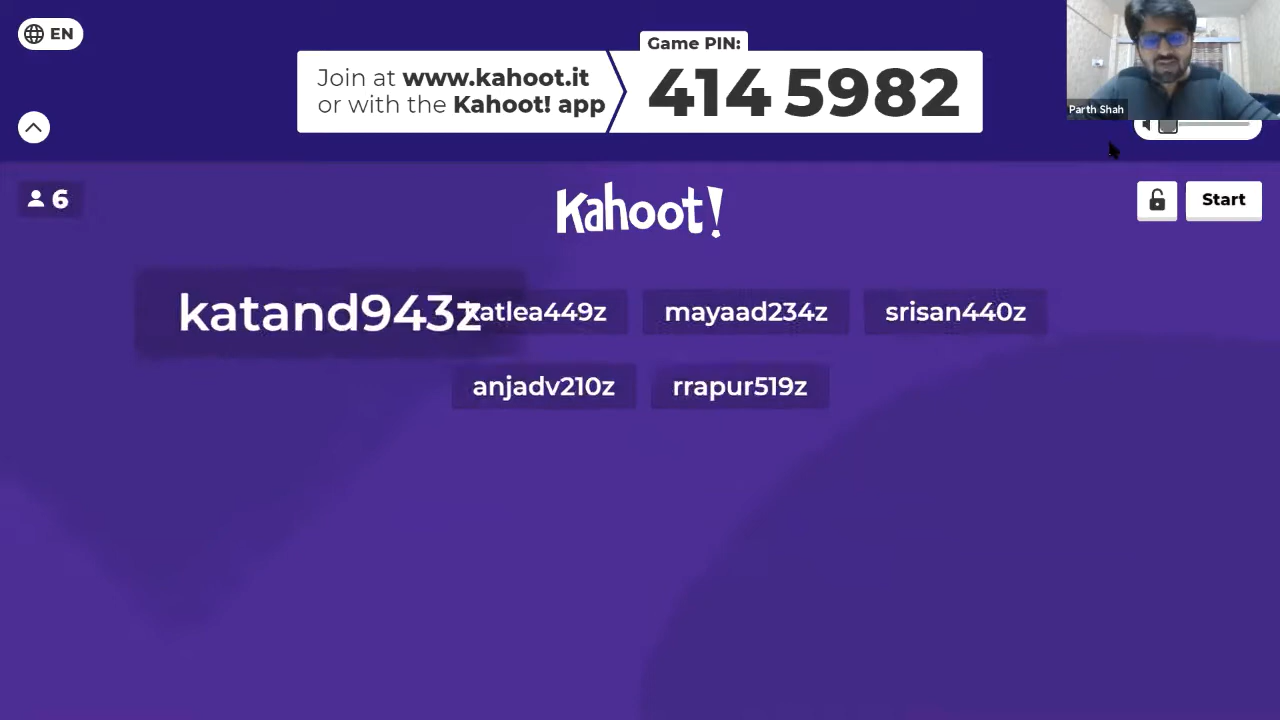 EN
Game PIN:
Join at www.kahoot.it
or with the Kahoot! app
414 5982
Parth Shah
6
Kahoot!
Start
katand943z
katlea449z
mayaad234z
srisan440z
anjadv210z
rrapur519z